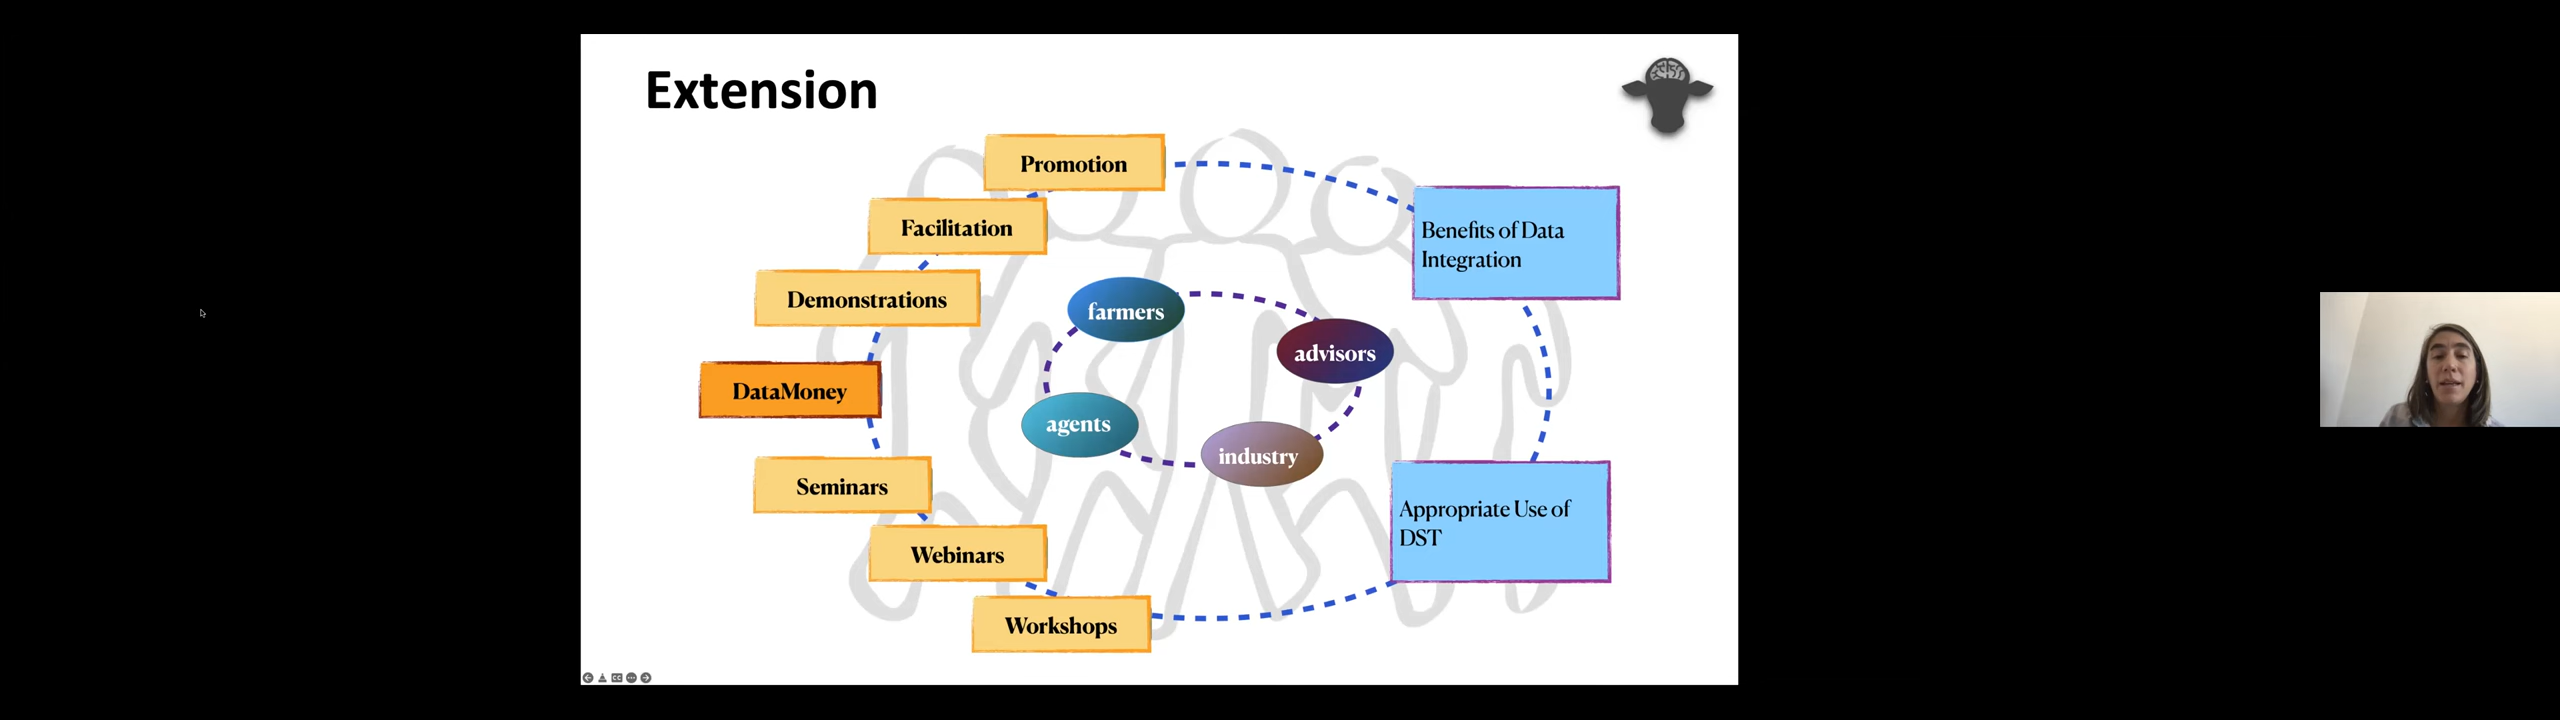 Extension
Promotion
Facilitation
Demonstrations
DataMoney
Seminars
Webinars
Workshops
farmers
advisors
agents
industry
Benefits of Data
Integration
Appropriate Use of
DST